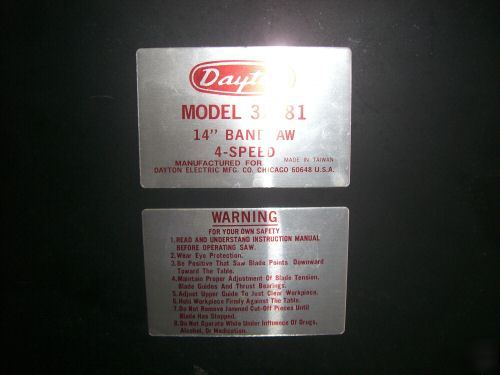 Dayton
MODEL 3 81
14" BAND AW
4-SPEED
MANUFACTURED FOR MADE IN TAIWAN
DAYTON ELECTRIC MFG. CO. CHICAGO 60648 U.S.A.
WARNING
FOR YOUR OWN SAFETY
1. READ AND UNDERSTAND INSTRUCTION MANUAL
BEFORE OPERATING SAW.
2. Wear Eye Protection.
3. Be Positive That Saw Blade Points Downward
Toward The Table.
4. Maintain Proper Adjustment Of Blade Tension,
Blade Guides And Thrust Bearings.
5. Adjust Upper Guide To Just Clear Workpiece.
6. Hold Workpiece Firmly Against The Table.
7. Do Not Remove Jammed Cut-Off Pieces Until
Blade Has Stopped.
8. Do Not Operate While Under Influence Of Drugs,
Alcohol, Or Medication.